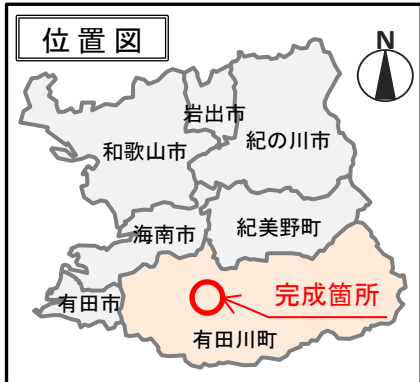 位置図
N
岩出市
和歌山市
紀の川市
海南市
紀美野町
有田市
完成箇所
有田川町